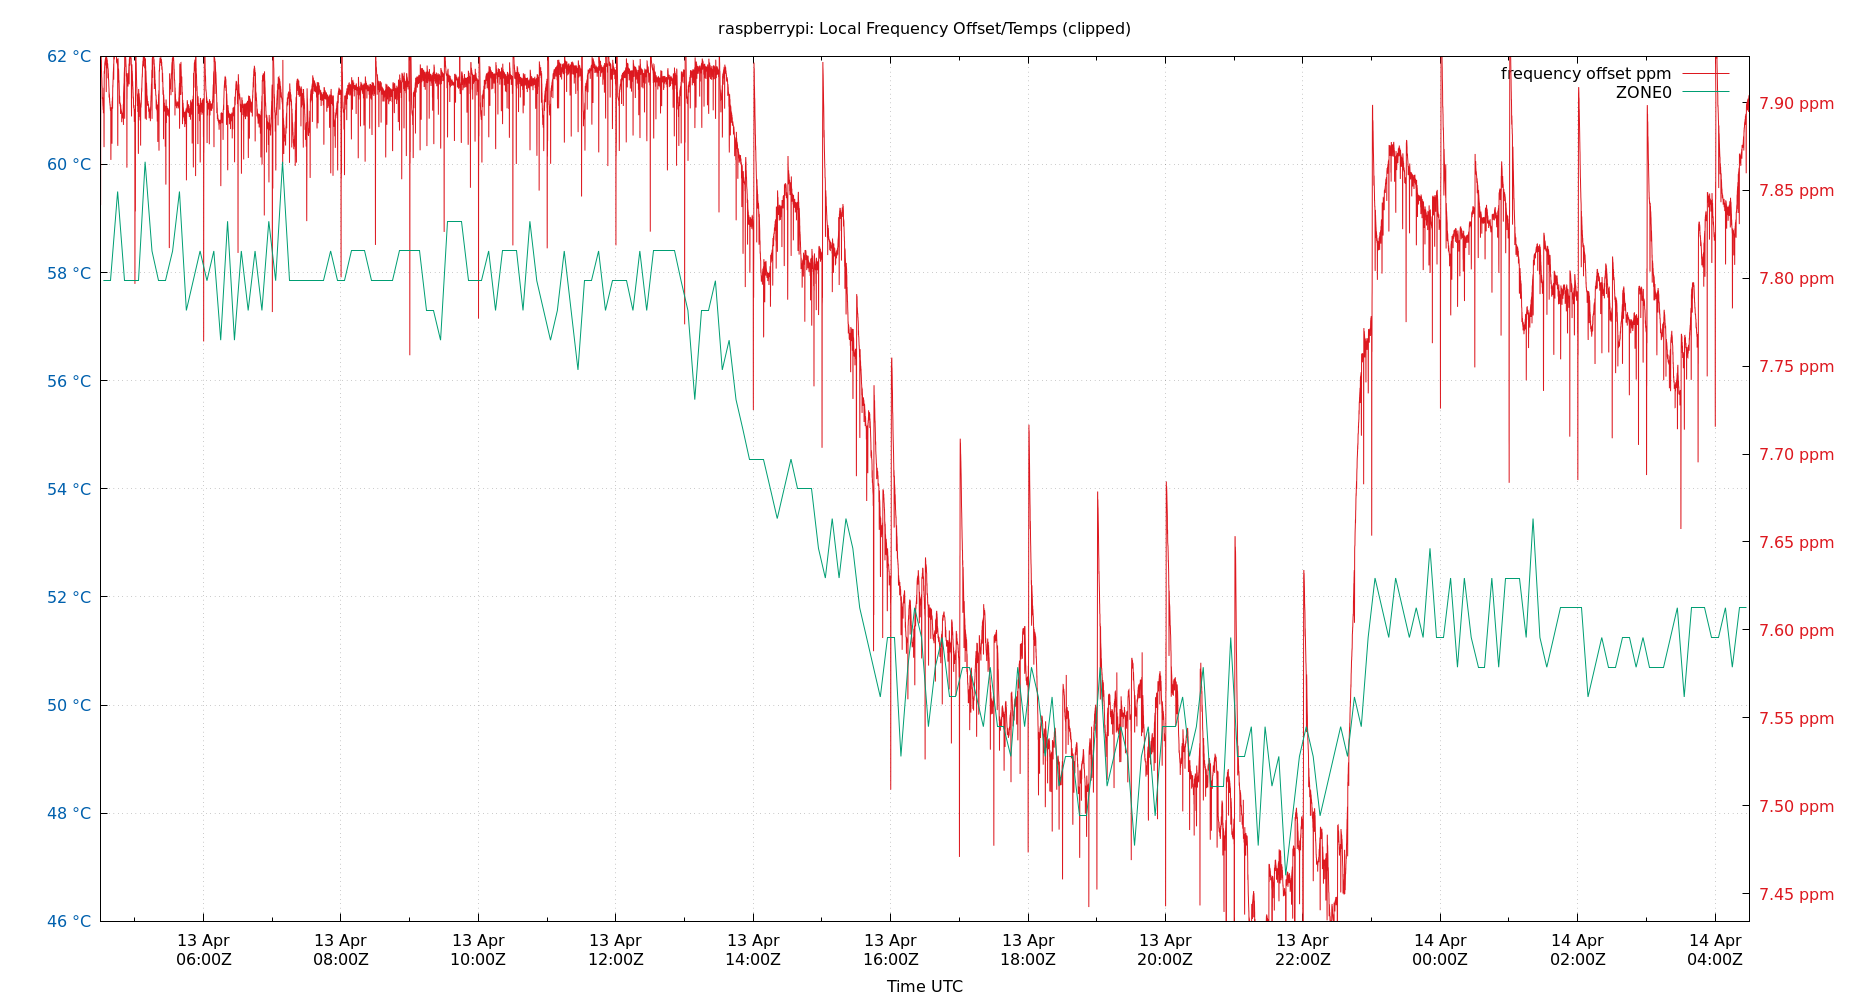 raspberrypi: Local Frequency Offset/Temps (clipped)
frequency offset ppm
ZONE0
62 °C
60 °C
58 °C
56 °C
54 °C
52 °C
50 °C
48 °C
46 °C
7.90 ppm
7.85 ppm
7.80 ppm
7.75 ppm
7.70 ppm
7.65 ppm
7.60 ppm
7.55 ppm
7.50 ppm
7.45 ppm
13 Apr 13 Apr 13 Apr 13 Apr 13 Apr 13 Apr 13 Apr 13 Apr 13 Apr 14 Apr 14 Apr 14 Apr
06:00Z 08:00Z 10:00Z 12:00Z 14:00Z 16:00Z 18:00Z 20:00Z 22:00Z 00:00Z 02:00Z 04:00Z
Time UTC